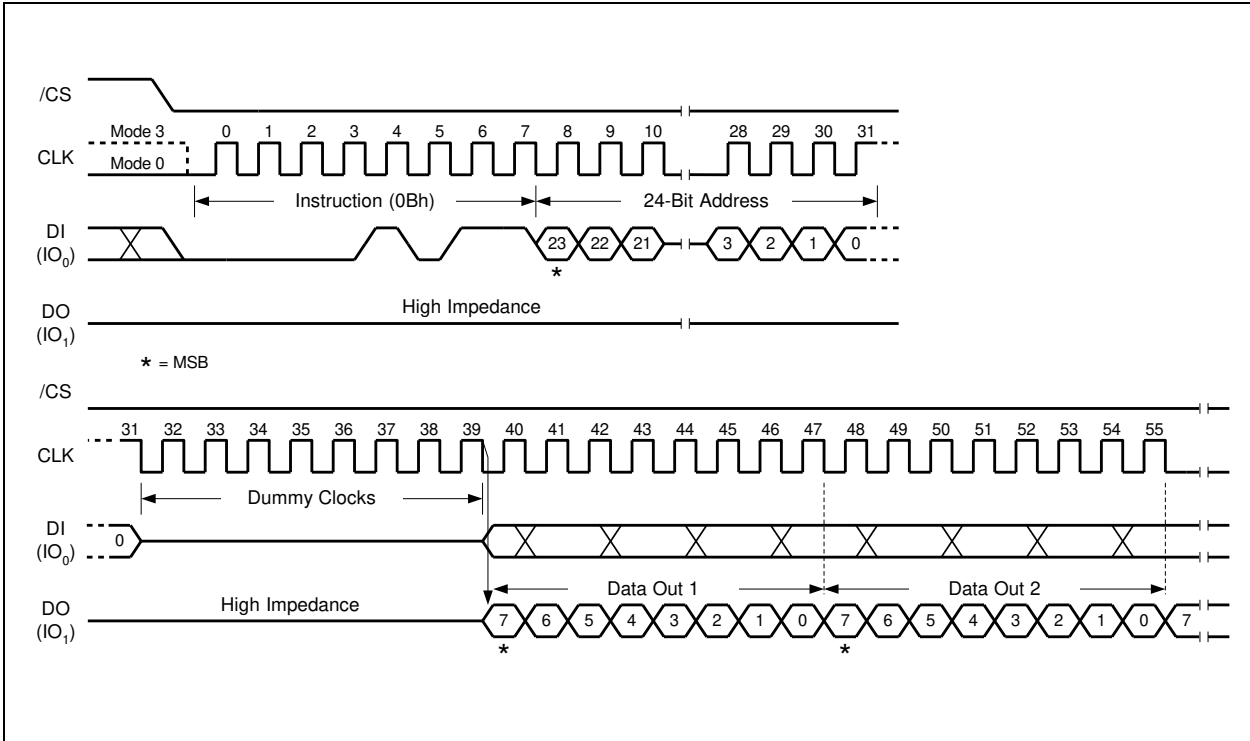 /CS
Mode 3 0 1 2 3 4 5 6 7 8 9 10 28 29 30 31
CLK
Mode 0
Instruction (0Bh) 24-Bit Address
DI
(IO0) 23 22 21 3 2 1 0
*
DO High Impedance
(IO1)
* = MSB
/CS
31 32 33 34 35 36 37 38 39 40 41 42 43 44 45 46 47 48 49 50 51 52 53 54 55
CLK
Dummy Clocks
DI
(IO0) 0
Data Out 1 Data Out 2
DO High Impedance
(IO1) 7 6 5 4 3 2 1 0 7 6 5 4 3 2 1 0 7
* *